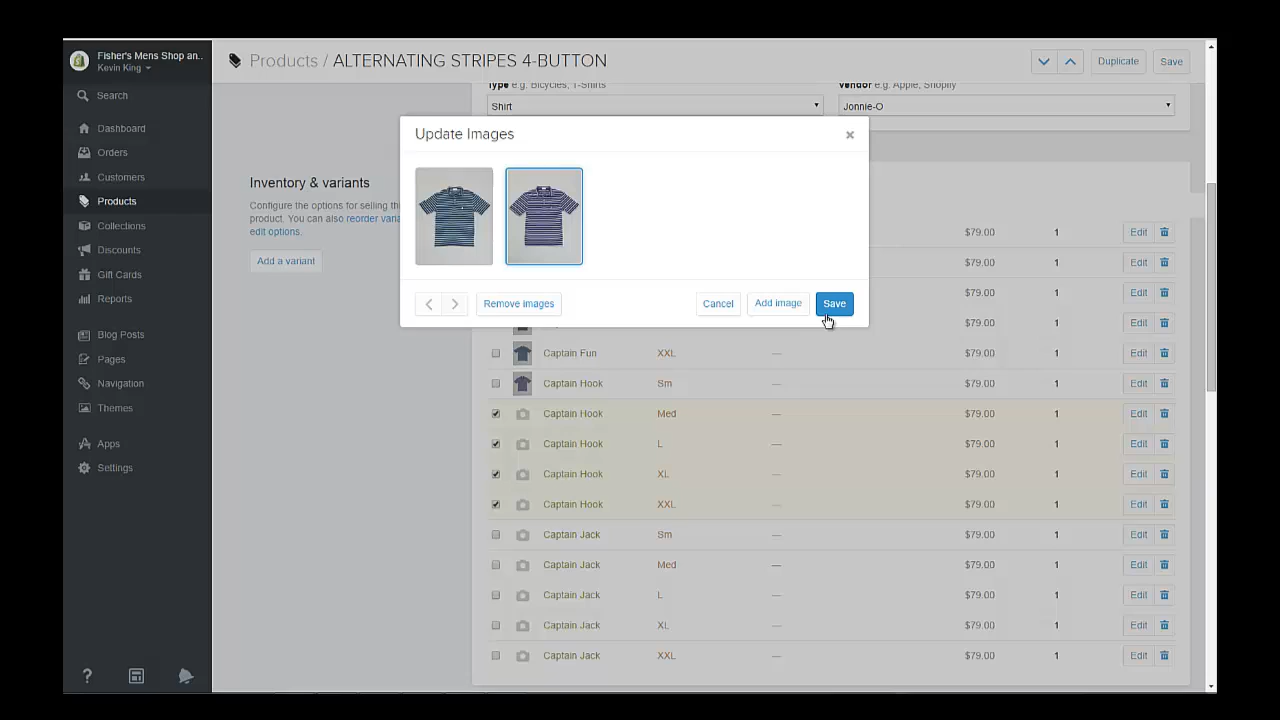 Fisher's Mens Shop an..
Kevin King
Search
Dashboard
Orders
Customers
Products
Collections
Discounts
Gift Cards
Reports
Blog Posts
Pages
Navigation
Themes
Apps
Settings
?
Products / ALTERNATING STRIPES 4-BUTTON
Duplicate
Save
Type e.g. Bicycles, T-Shirts
Vendor e.g. Apple, Shopify
Shirt
Jonnie-O
Inventory & variants
Configure the options for selling th
product. You can also reorder varia
edit options.
Add a variant
Update Images
×
Remove images
Cancel
Add image
Save
$79.00 1 Edit
$79.00 1 Edit
$79.00 1 Edit
$79.00 1 Edit
Captain Fun XXL — $79.00 1 Edit
Captain Hook Sm — $79.00 1 Edit
Captain Hook Med — $79.00 1 Edit
Captain Hook L — $79.00 1 Edit
Captain Hook XL — $79.00 1 Edit
Captain Hook XXL — $79.00 1 Edit
Captain Jack Sm — $79.00 1 Edit
Captain Jack Med — $79.00 1 Edit
Captain Jack L — $79.00 1 Edit
Captain Jack XL — $79.00 1 Edit
Captain Jack XXL — $79.00 1 Edit